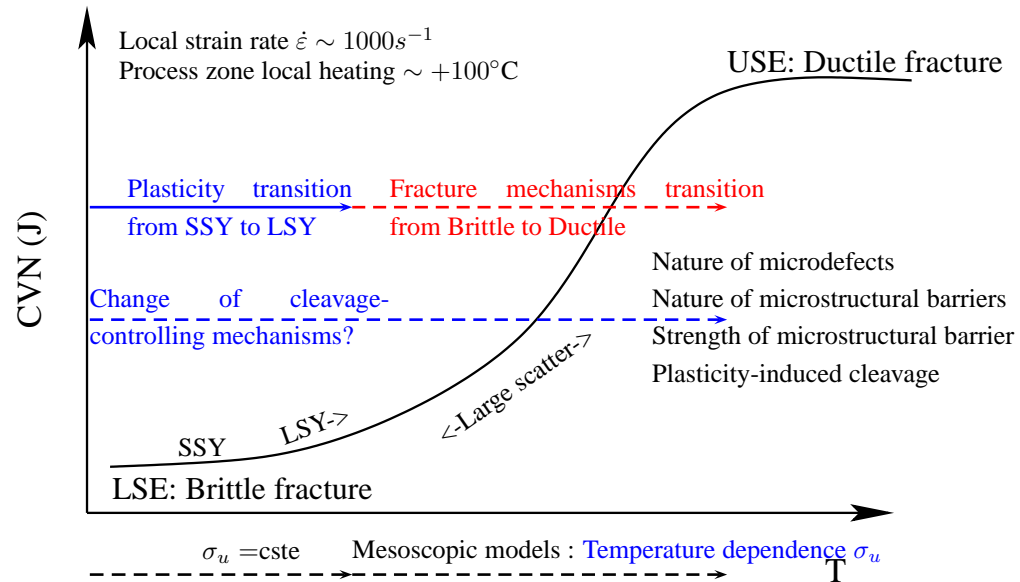 Local strain rate ε̇ ∼ 1000s⁻¹
Process zone local heating ∼ +100°C
USE: Ductile fracture
Plasticity transition
from SSY to LSY
Fracture mechanisms transition
from Brittle to Ductile
CVN (J)
Change of cleavage-
controlling mechanisms?
Nature of microdefects
Nature of microstructural barriers
Strength of microstructural barrier
Plasticity-induced cleavage
<-Large scatter->
LSY->
SSY
LSE: Brittle fracture
σᵤ =cste
Mesoscopic models : Temperature dependence σᵤ
T